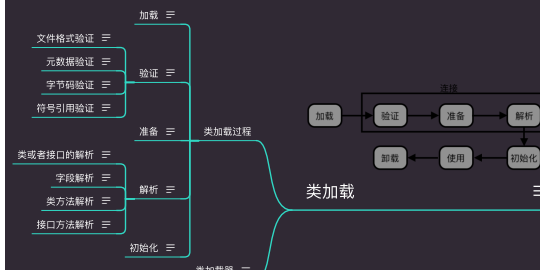 加载
文件格式验证
元数据验证
验证
字节码验证
符号引用验证
准备
类加载过程
类或者接口的解析
字段解析
解析
类方法解析
接口方法解析
初始化
类加载器
连接
加载
验证
准备
解析
卸载
使用
初始化
类加载